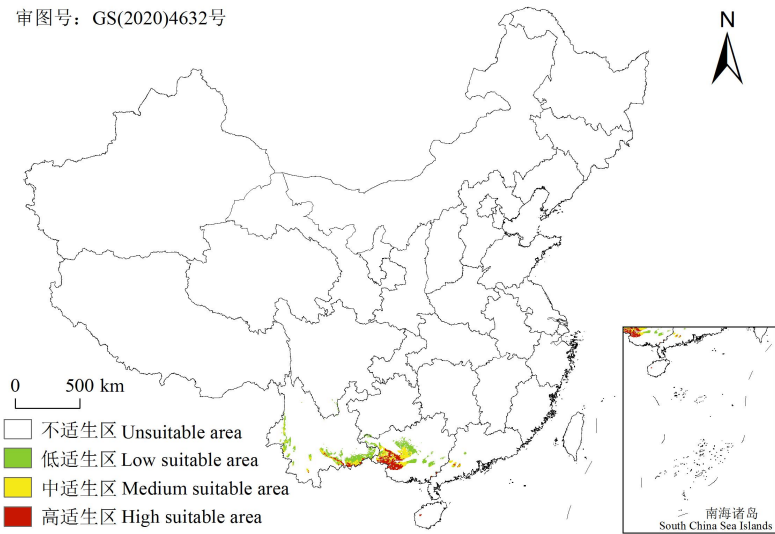 审图号：GS(2020)4632号
N
0 500 km
不适生区 Unsuitable area
低适生区 Low suitable area
中适生区 Medium suitable area
高适生区 High suitable area
南海诸岛
South China Sea Islands